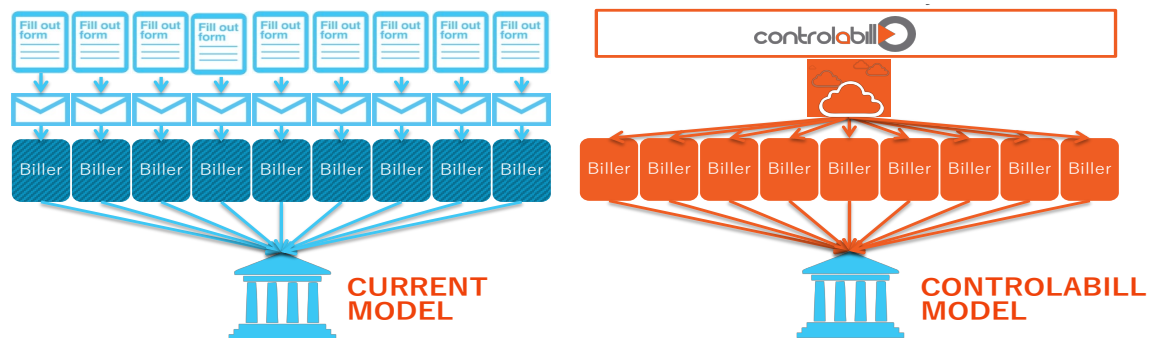 Fill out Fill out Fill out Fill out Fill out Fill out Fill out Fill out Fill out
form form form form form form form form form
Biller Biller Biller Biller Biller Biller Biller Biller Biller
CURRENT
MODEL
controlabill
Biller Biller Biller Biller Biller Biller Biller Biller Biller
CONTROLABILL
MODEL